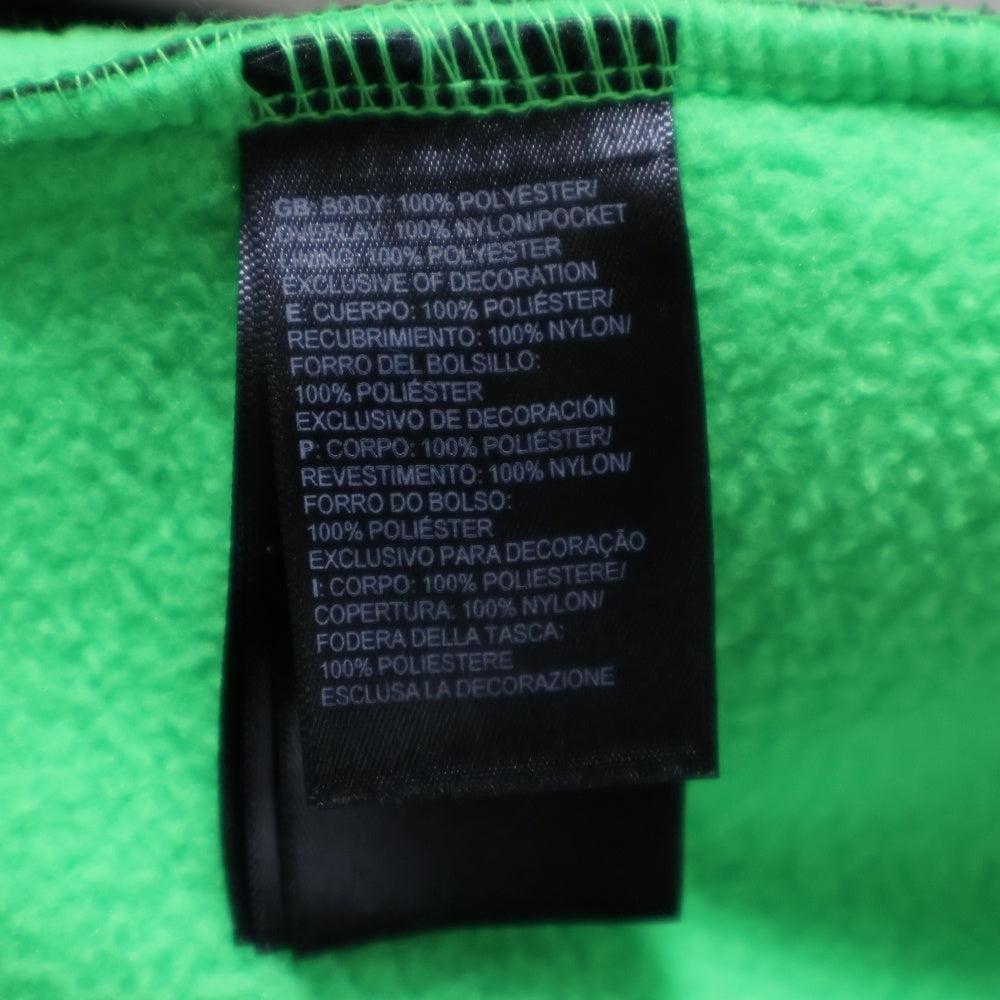 GB: BODY: 100% POLYESTER/
OVERLAY: 100% NYLON/POCKET
LINING: 100% POLYESTER
EXCLUSIVE OF DECORATION
E: CUERPO: 100% POLIÉSTER/
RECUBRIMIENTO: 100% NYLON/
FORRO DEL BOLSILLO:
100% POLIÉSTER
EXCLUSIVO DE DECORACIÓN
P: CORPO: 100% POLIÉSTER/
REVESTIMENTO: 100% NYLON/
FORRO DO BOLSO:
100% POLIÉSTER
EXCLUSIVO PARA DECORAÇÃO
I: CORPO: 100% POLIESTERE/
COPERTURA: 100% NYLON/
FODERA DELLA TASCA:
100% POLIESTERE
ESCLUSA LA DECORAZIONE